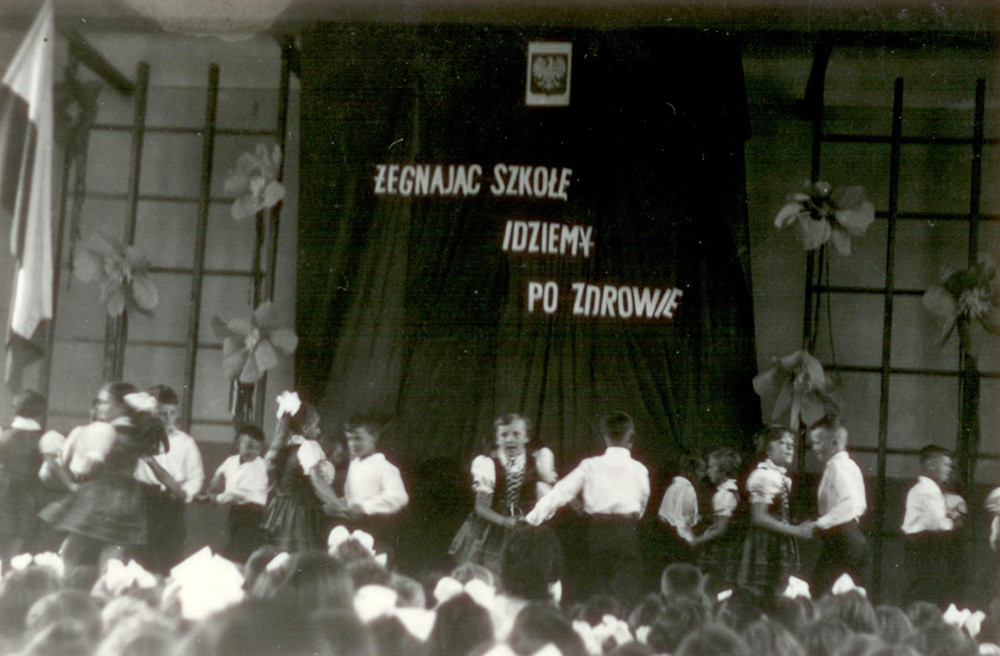 ŻEGNAJĄC SZKOŁĘ
IDZIEMY
PO ZDROWIE